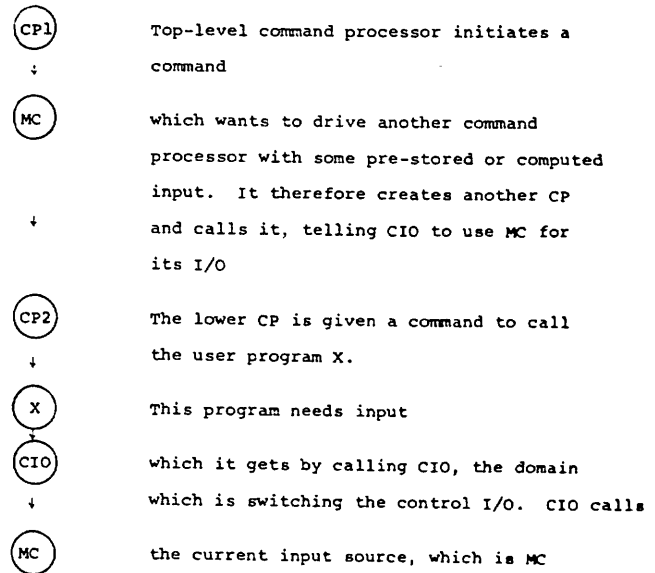 CP1 Top-level command processor initiates a
command
MC which wants to drive another command
processor with some pre-stored or computed
input. It therefore creates another CP
and calls it, telling CIO to use MC for
its I/O
CP2 The lower CP is given a command to call
the user program X.
X This program needs input
CIO which it gets by calling CIO, the domain
which is switching the control I/O. CIO calls
MC the current input source, which is MC